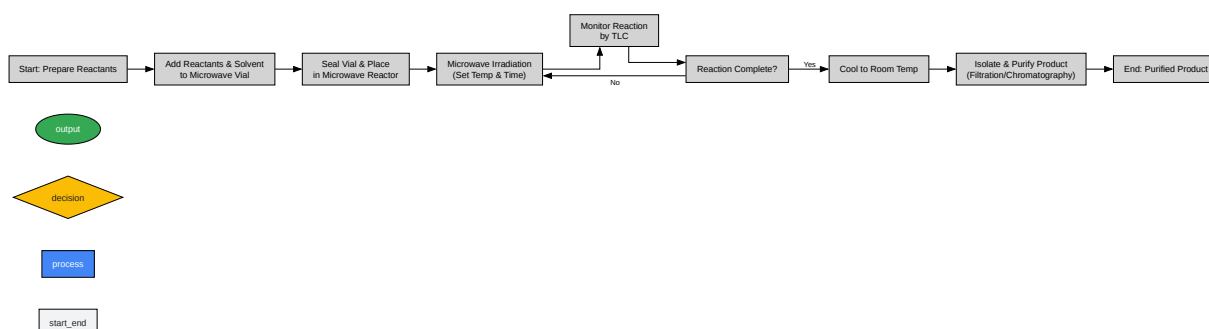 Start: Prepare Reactants
Add Reactants & Solvent
to Microwave Vial
Seal Vial & Place
in Microwave Reactor
Microwave Irradiation
(Set Temp & Time)
Monitor Reaction
by TLC
Reaction Complete?
Yes
No
Cool to Room Temp
Isolate & Purify Product
(Filtration/Chromatography)
End: Purified Product
output
decision
process
start_end